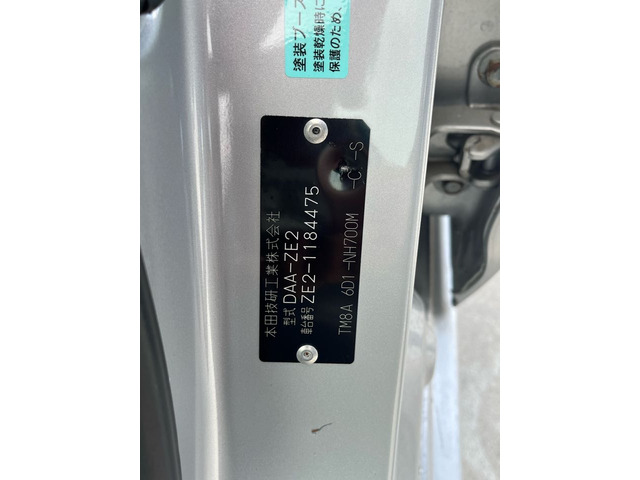 塗装ブース
塗装乾燥時に
保護のため、
本田技研工業株式会社
型式 DAA-ZE2
車台番号 ZE2-1184475
TM8A 6D1-NH700M -C -S